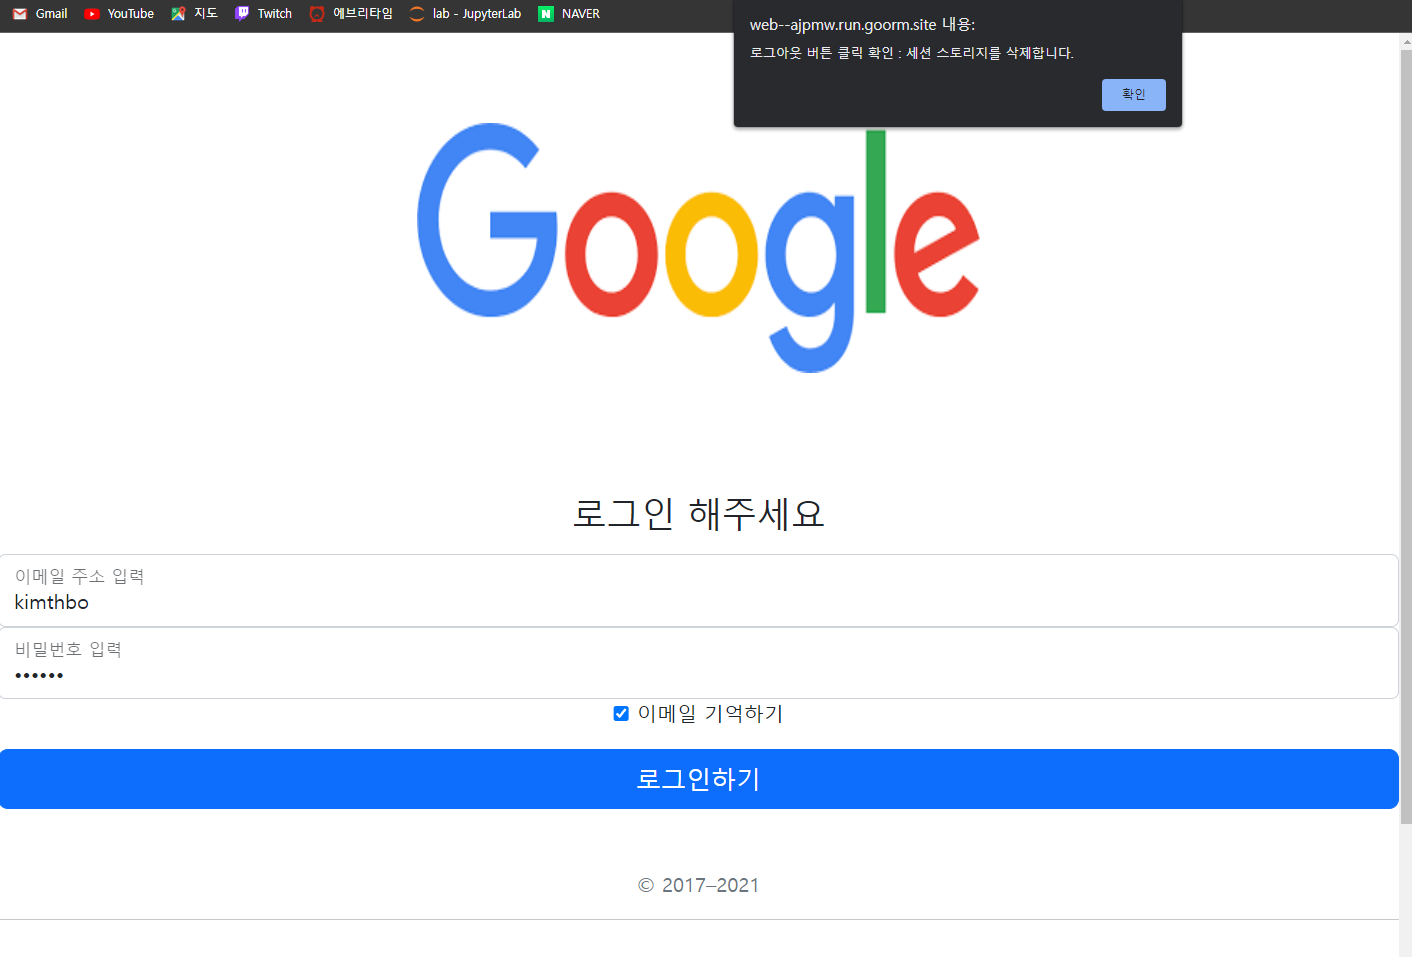 Gmail YouTube 지도 Twitch 에브리타임 lab - JupyterLab NAVER
web--ajpmw.run.goorm.site 내용:
로그아웃 버튼 클릭 확인 : 세션 스토리지를 삭제합니다.
확인
Google
로그인 해주세요
이메일 주소 입력
kimthbo
비밀번호 입력
••••••
이메일 기억하기
로그인하기
© 2017–2021